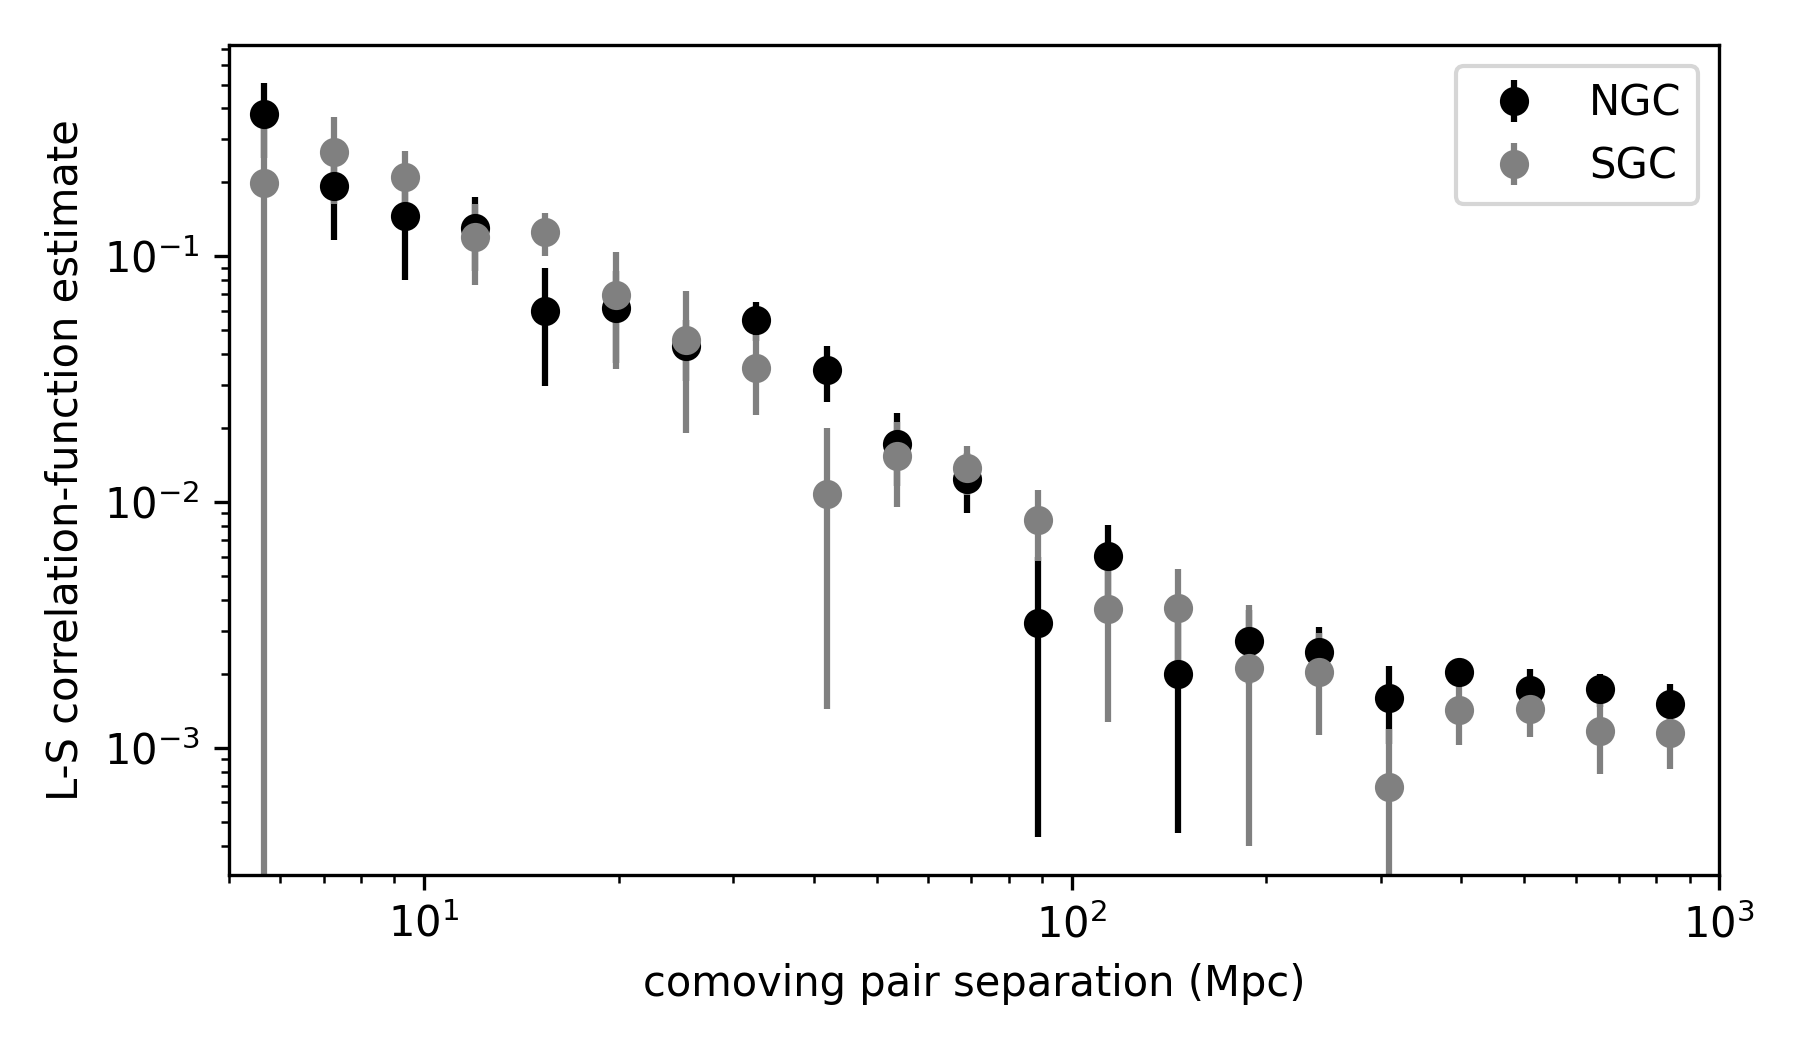 L-S correlation-function estimate
10⁻¹
10⁻²
10⁻³
NGC
SGC
10¹
10²
10³
comoving pair separation (Mpc)